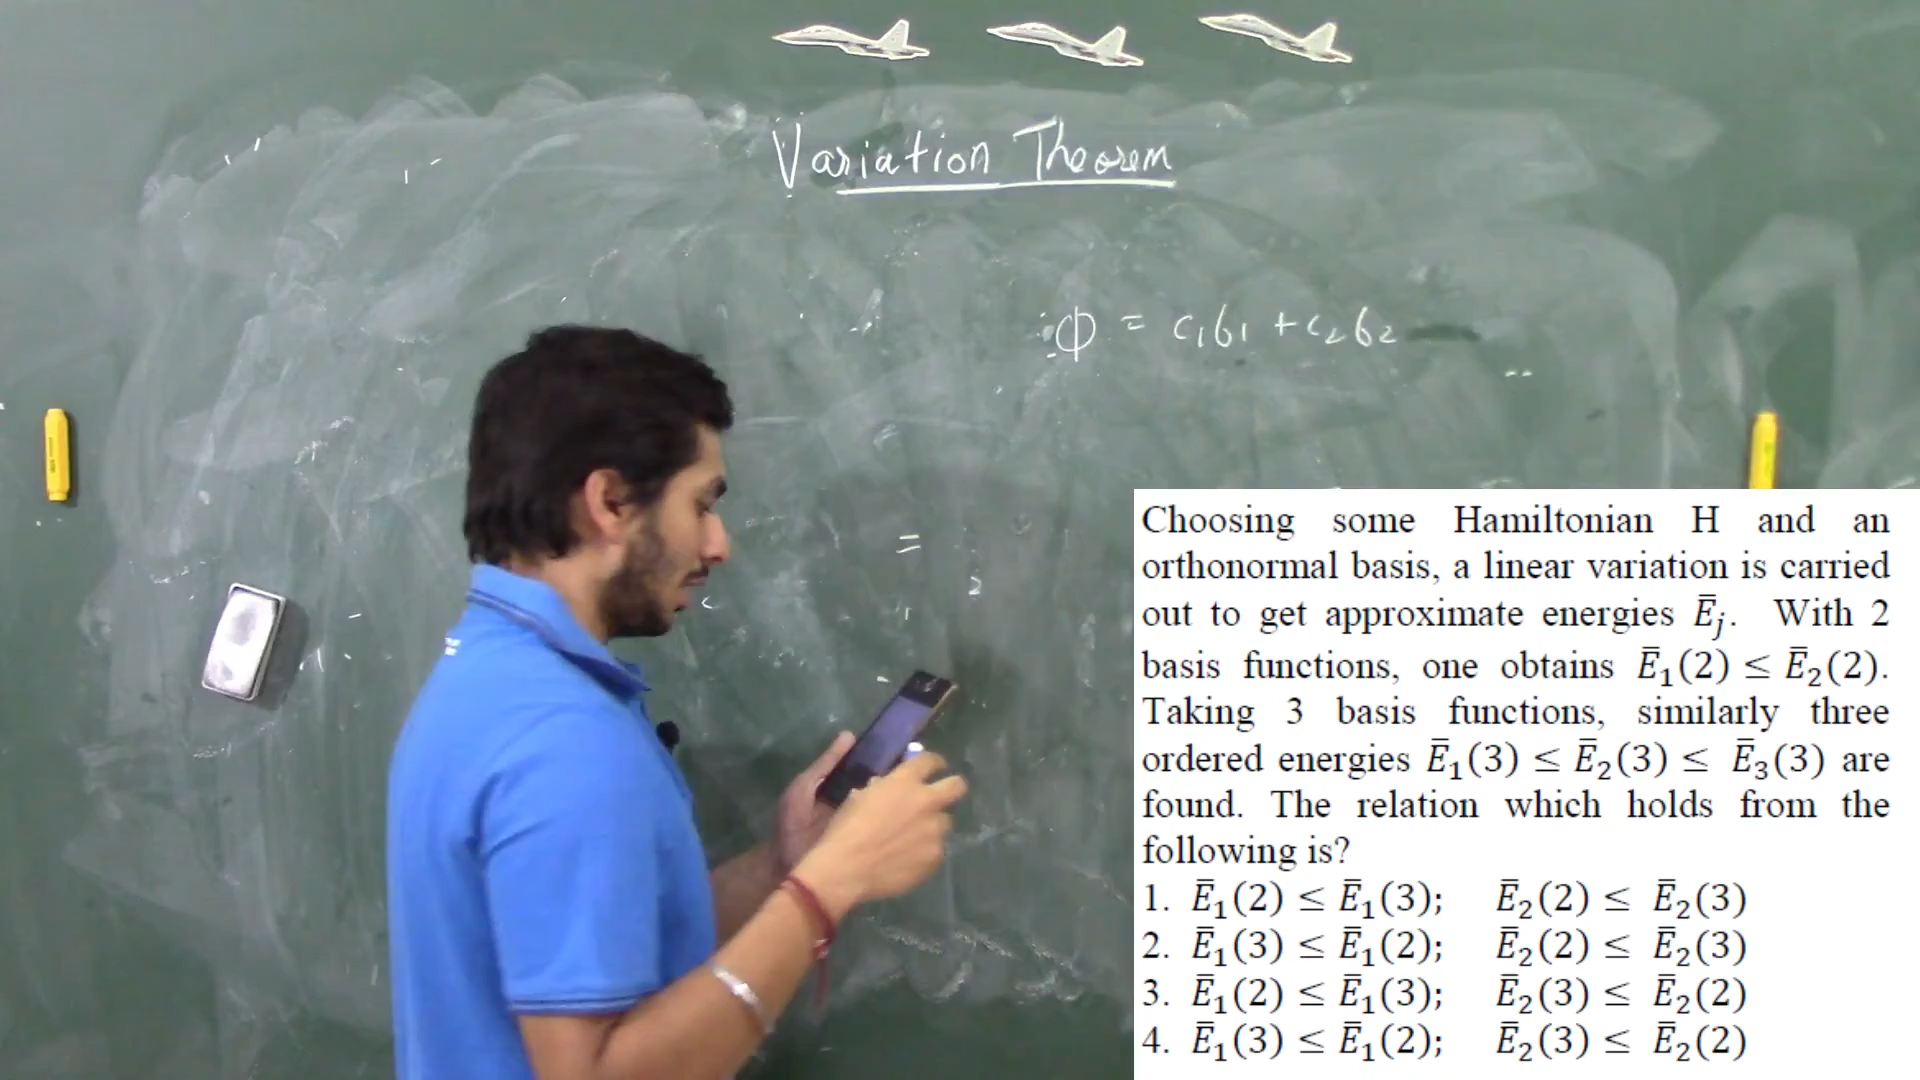 Variation Theorem
ϕ = c₁b₁ + c₂b₂
=
Choosing some Hamiltonian H and an
orthonormal basis, a linear variation is carried
out to get approximate energies Ēⱼ. With 2
basis functions, one obtains Ē₁(2) ≤ Ē₂(2).
Taking 3 basis functions, similarly three
ordered energies Ē₁(3) ≤ Ē₂(3) ≤ Ē₃(3) are
found. The relation which holds from the
following is?
1. Ē₁(2) ≤ Ē₁(3); Ē₂(2) ≤ Ē₂(3)
2. Ē₁(3) ≤ Ē₁(2); Ē₂(2) ≤ Ē₂(3)
3. Ē₁(2) ≤ Ē₁(3); Ē₂(3) ≤ Ē₂(2)
4. Ē₁(3) ≤ Ē₁(2); Ē₂(3) ≤ Ē₂(2)